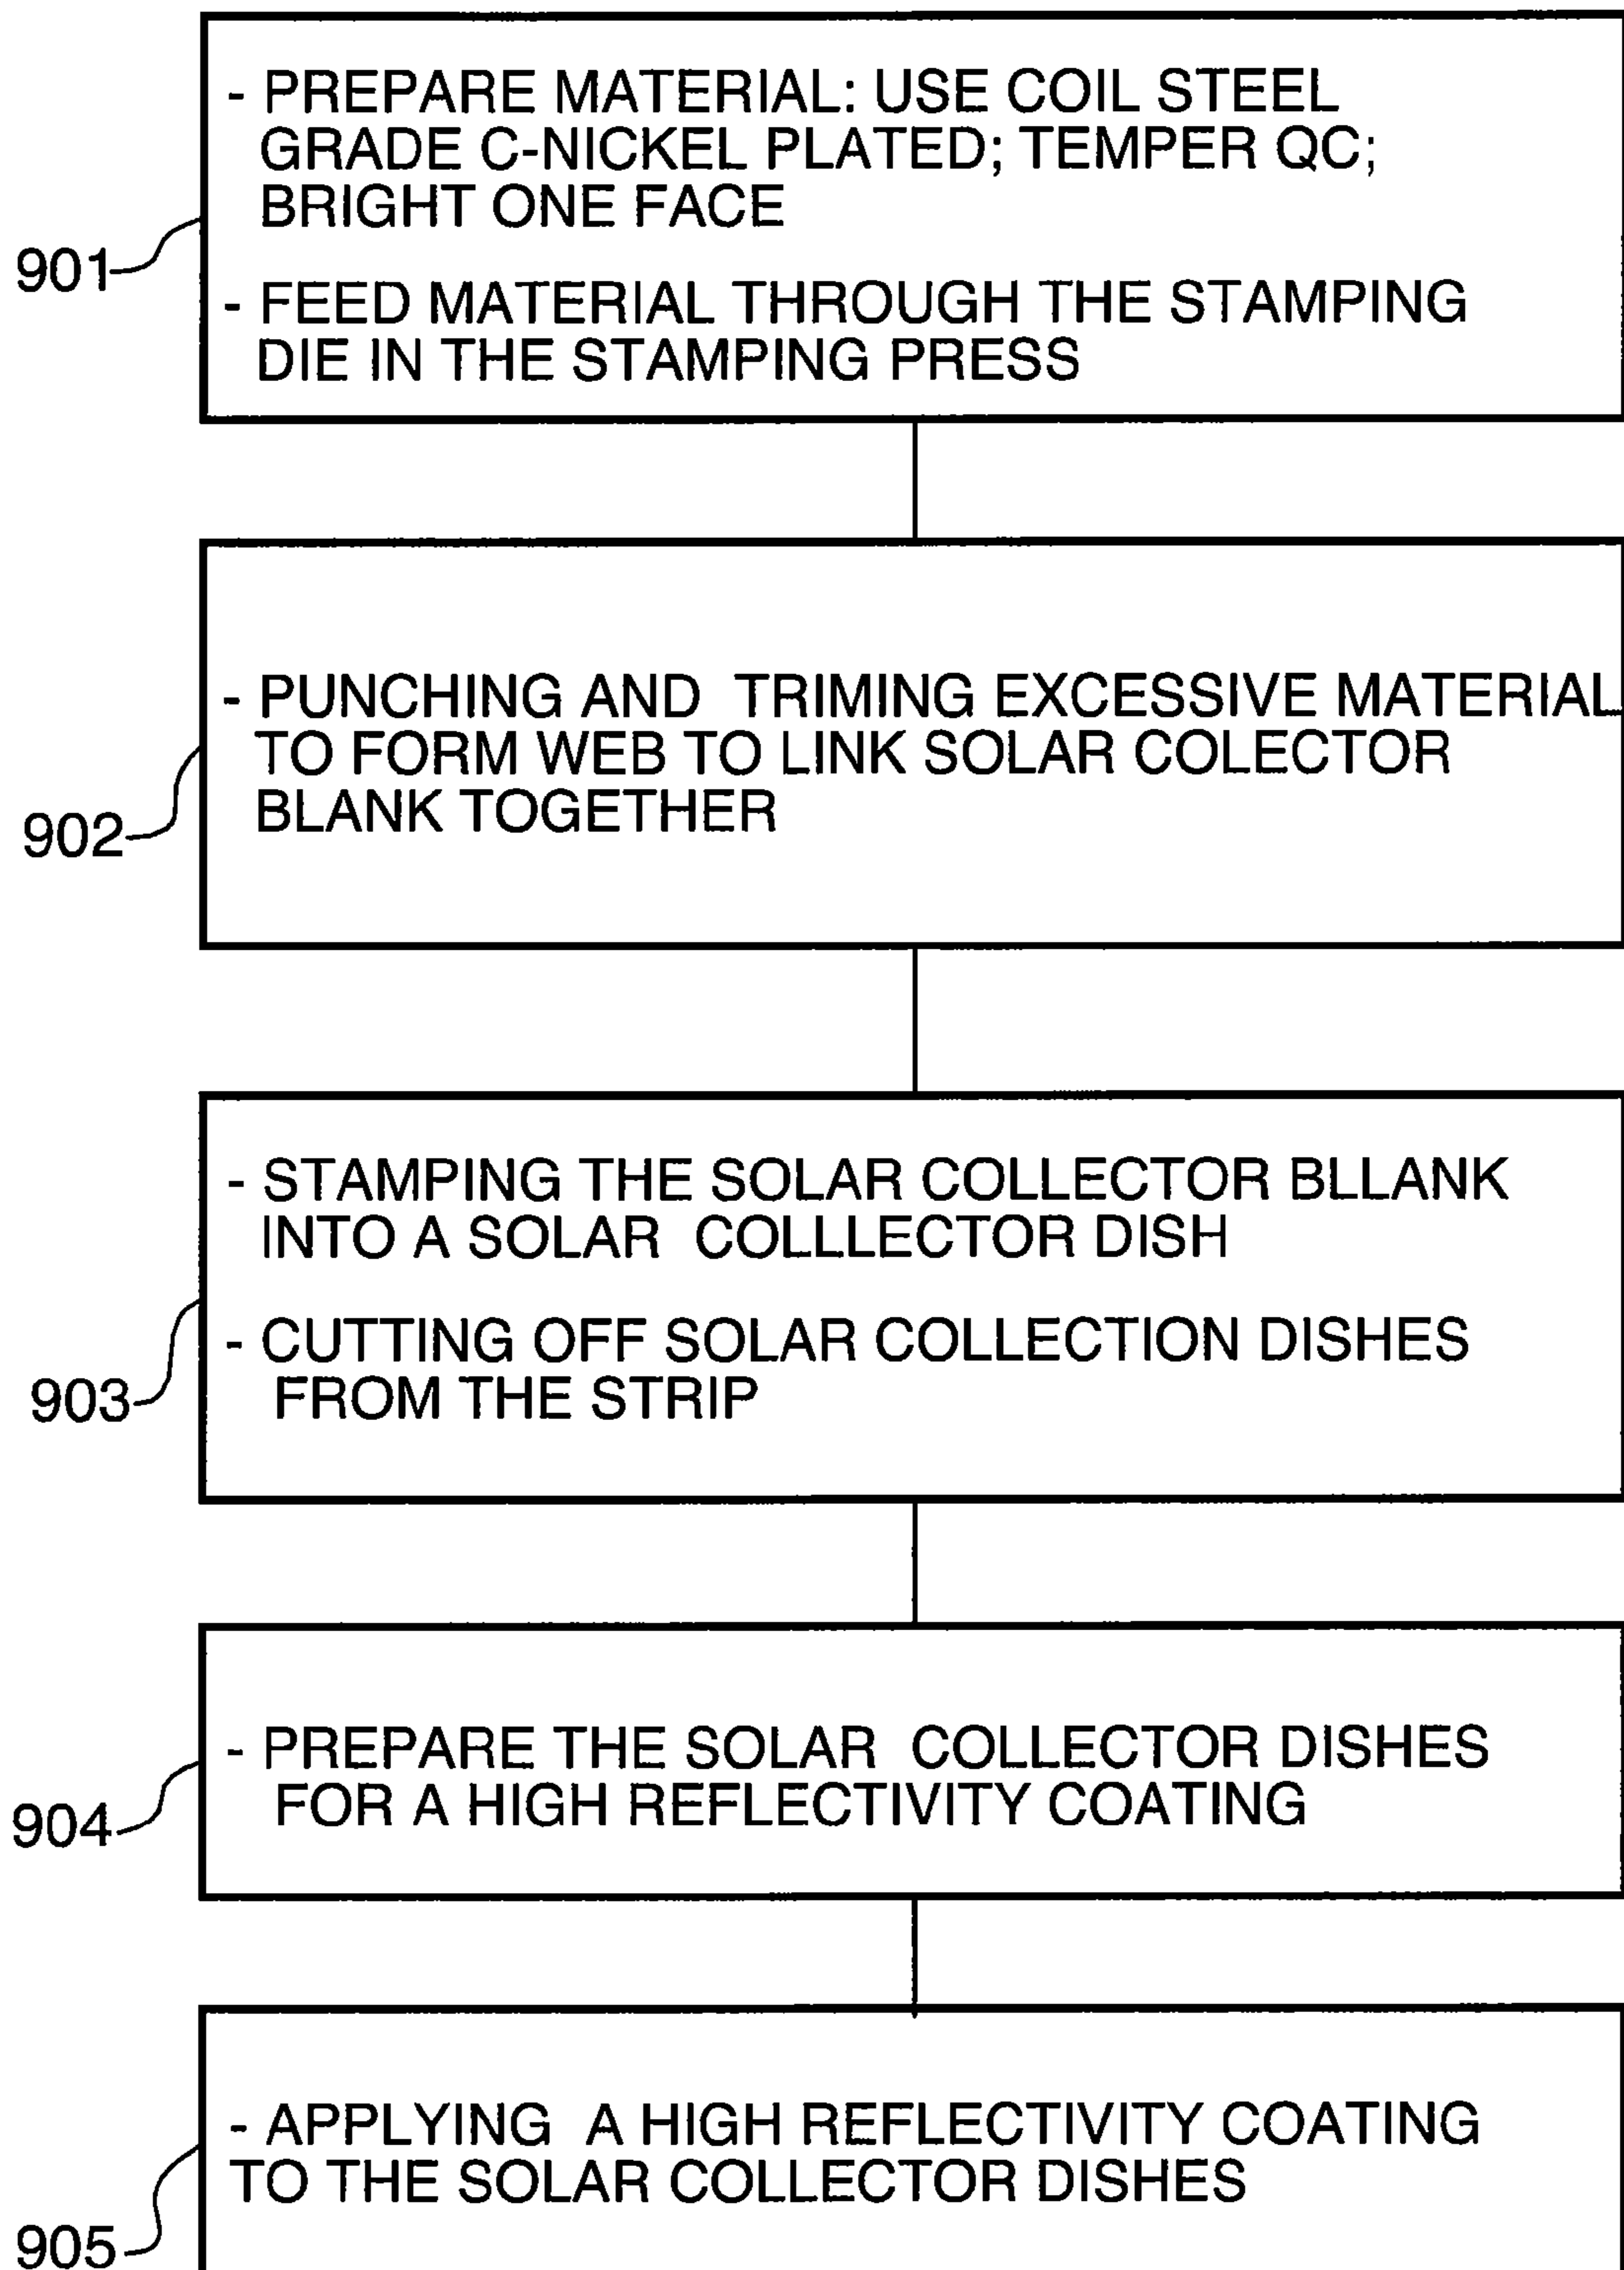 - PREPARE MATERIAL: USE COIL STEEL
GRADE C-NICKEL PLATED; TEMPER QC;
BRIGHT ONE FACE
901
- FEED MATERIAL THROUGH THE STAMPING
DIE IN THE STAMPING PRESS
- PUNCHING AND TRIMING EXCESSIVE MATERIAL
TO FORM WEB TO LINK SOLAR COLECTOR
BLANK TOGETHER
902
- STAMPING THE SOLAR COLLECTOR BLLANK
INTO A SOLAR COLLLECTOR DISH
- CUTTING OFF SOLAR COLLECTION DISHES
FROM THE STRIP
903
- PREPARE THE SOLAR COLLECTOR DISHES
FOR A HIGH REFLECTIVITY COATING
904
- APPLYING A HIGH REFLECTIVITY COATING
TO THE SOLAR COLLECTOR DISHES
905